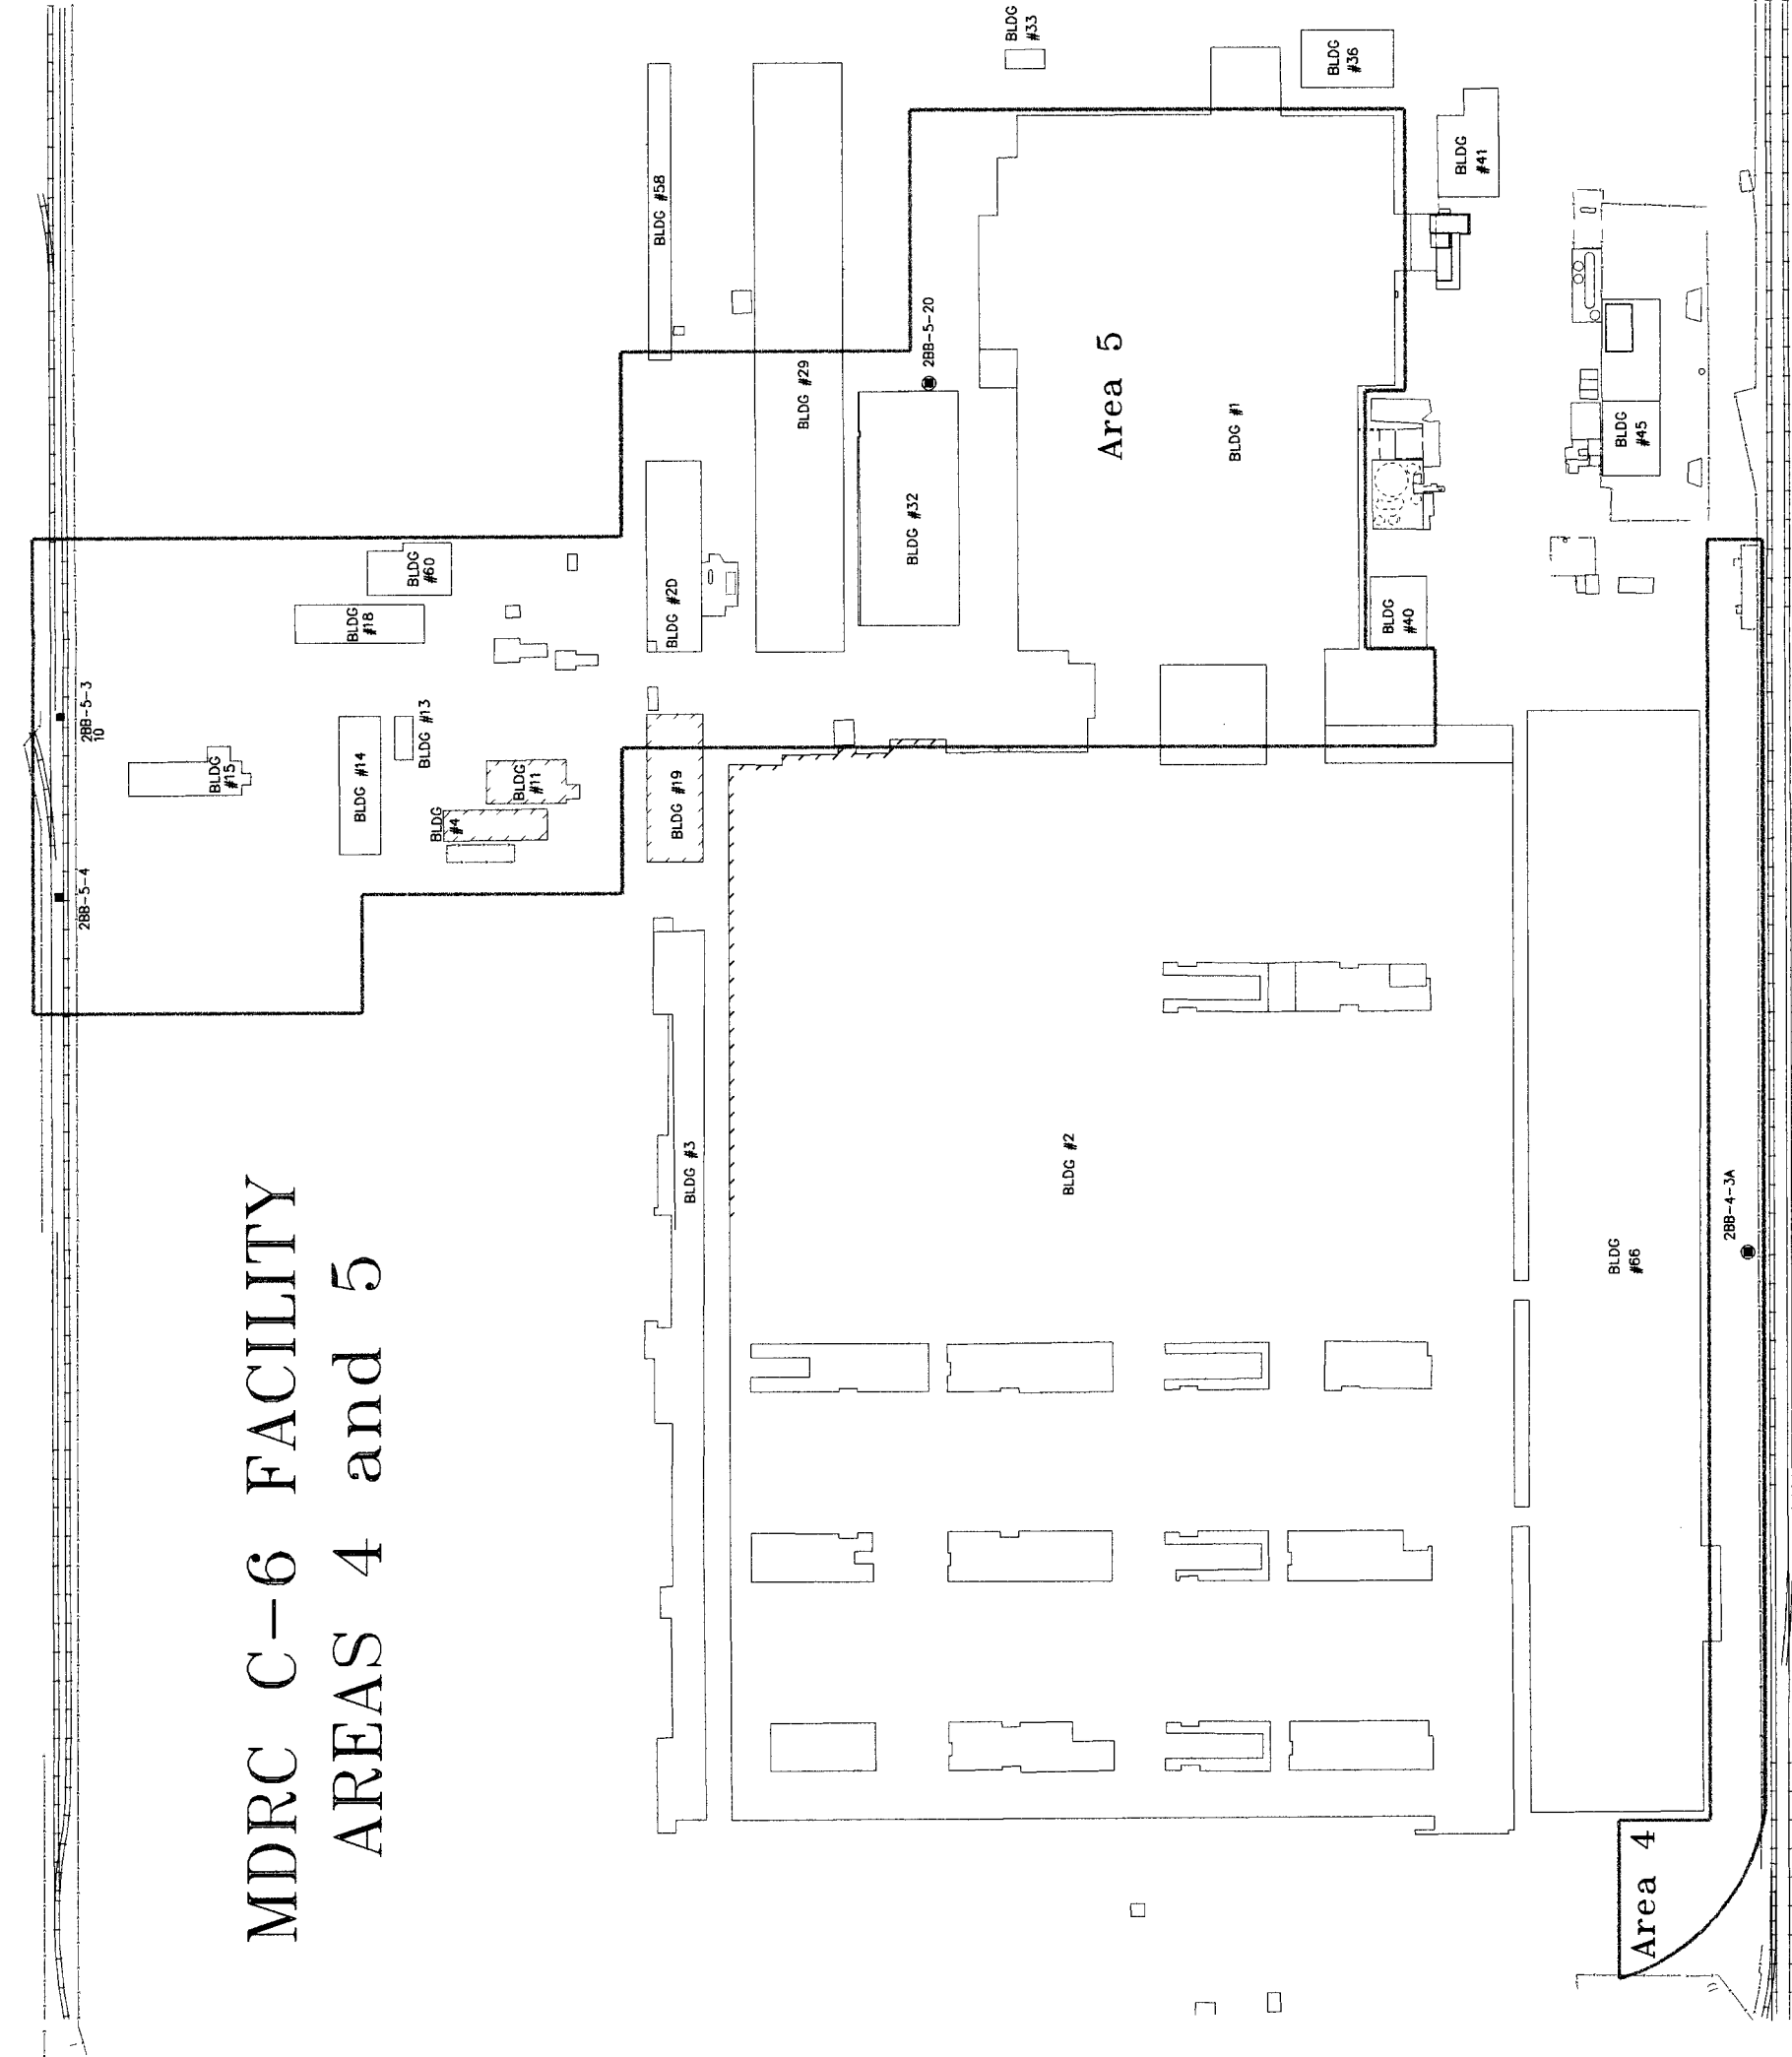 MDRC C-6 FACILITY
AREAS 4 and 5
2BB-5-4
2BB-5-3
10
BLDG
#15
BLDG #14
BLDG #13
BLDG
#18
BLDG
#60
BLDG
#4
BLDG
#11
BLDG #19
BLDG #2D
BLDG #58
BLDG #29
BLDG #32
2BB-5-20
BLDG
#33
BLDG
#36
BLDG
#41
Area 5
BLDG #1
BLDG
#40
BLDG
#45
BLDG #3
BLDG #2
BLDG
#66
2BB-4-3A
Area 4